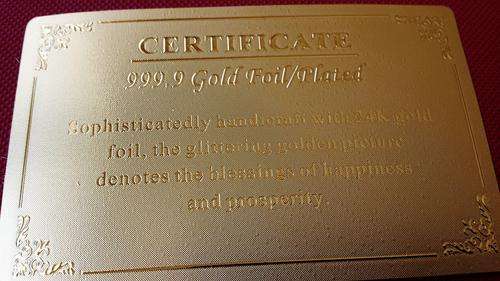 CERTIFICATE
999.9 Gold Foil/Plated
Sophisticatedly handicraft with 24K gold
foil, the glittering golden picture
denotes the blessings of happiness
and prosperity.